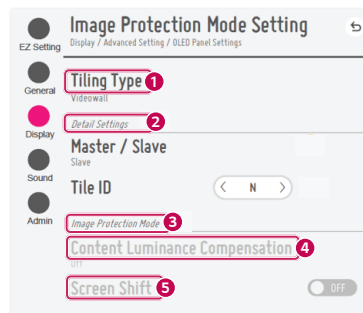 Image Protection Mode Setting
Display / Advanced Setting / OLED Panel Settings
EZ Setting
General
Display
Sound
Admin
Tiling Type 1
Videowall
Detail Settings 2
Master / Slave
Slave
Tile ID < N >
Image Protection Mode 3
Content Luminance Compensation 4
Off
Screen Shift 5 OFF